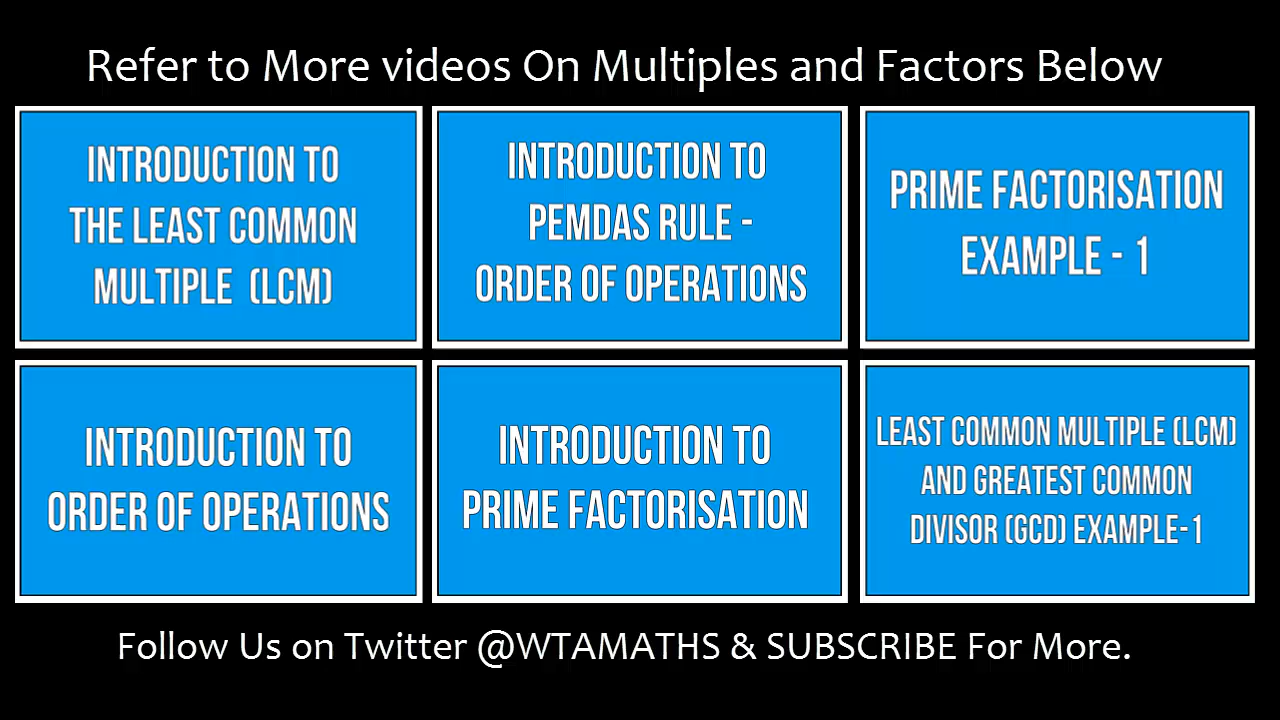 Refer to More videos On Multiples and Factors Below
INTRODUCTION TO
THE LEAST COMMON
MULTIPLE (LCM)
INTRODUCTION TO
PEMDAS RULE -
ORDER OF OPERATIONS
PRIME FACTORISATION
EXAMPLE - 1
INTRODUCTION TO
ORDER OF OPERATIONS
INTRODUCTION TO
PRIME FACTORISATION
LEAST COMMON MULTIPLE (LCM)
AND GREATEST COMMON
DIVISOR (GCD) EXAMPLE-1
Follow Us on Twitter @WTAMATHS & SUBSCRIBE For More.